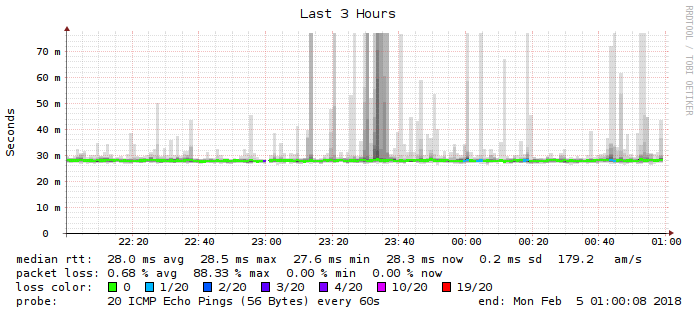 Last 3 Hours
RRDTOOL / TOBI OETIKER
Seconds
70 m
60 m
50 m
40 m
30 m
20 m
10 m
0
22:20 22:40 23:00 23:20 23:40 00:00 00:20 00:40 01:00
median rtt: 28.0 ms avg 28.5 ms max 27.6 ms min 28.3 ms now 0.2 ms sd 179.2 am/s
packet loss: 0.68 % avg 88.33 % max 0.00 % min 0.00 % now
loss color: 0 1/20 2/20 3/20 4/20 10/20 19/20
probe: 20 ICMP Echo Pings (56 Bytes) every 60s end: Mon Feb 5 01:00:08 2018